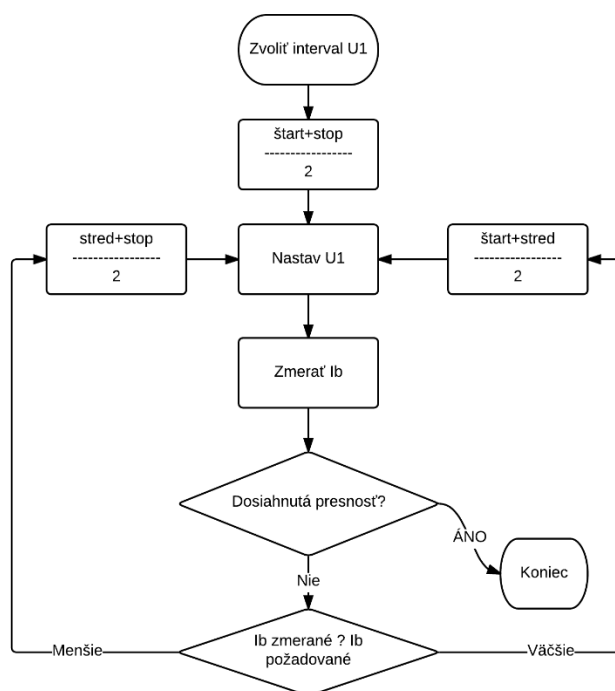 Zvoliť interval U1
štart+stop
-----------------
2
stred+stop
-----------------
2
Nastav U1
štart+stred
-----------------
2
Zmerať Ib
Dosiahnutá presnosť?
ÁNO
Koniec
Nie
Ib zmerané ? Ib
požadované
Menšie
Väčšie